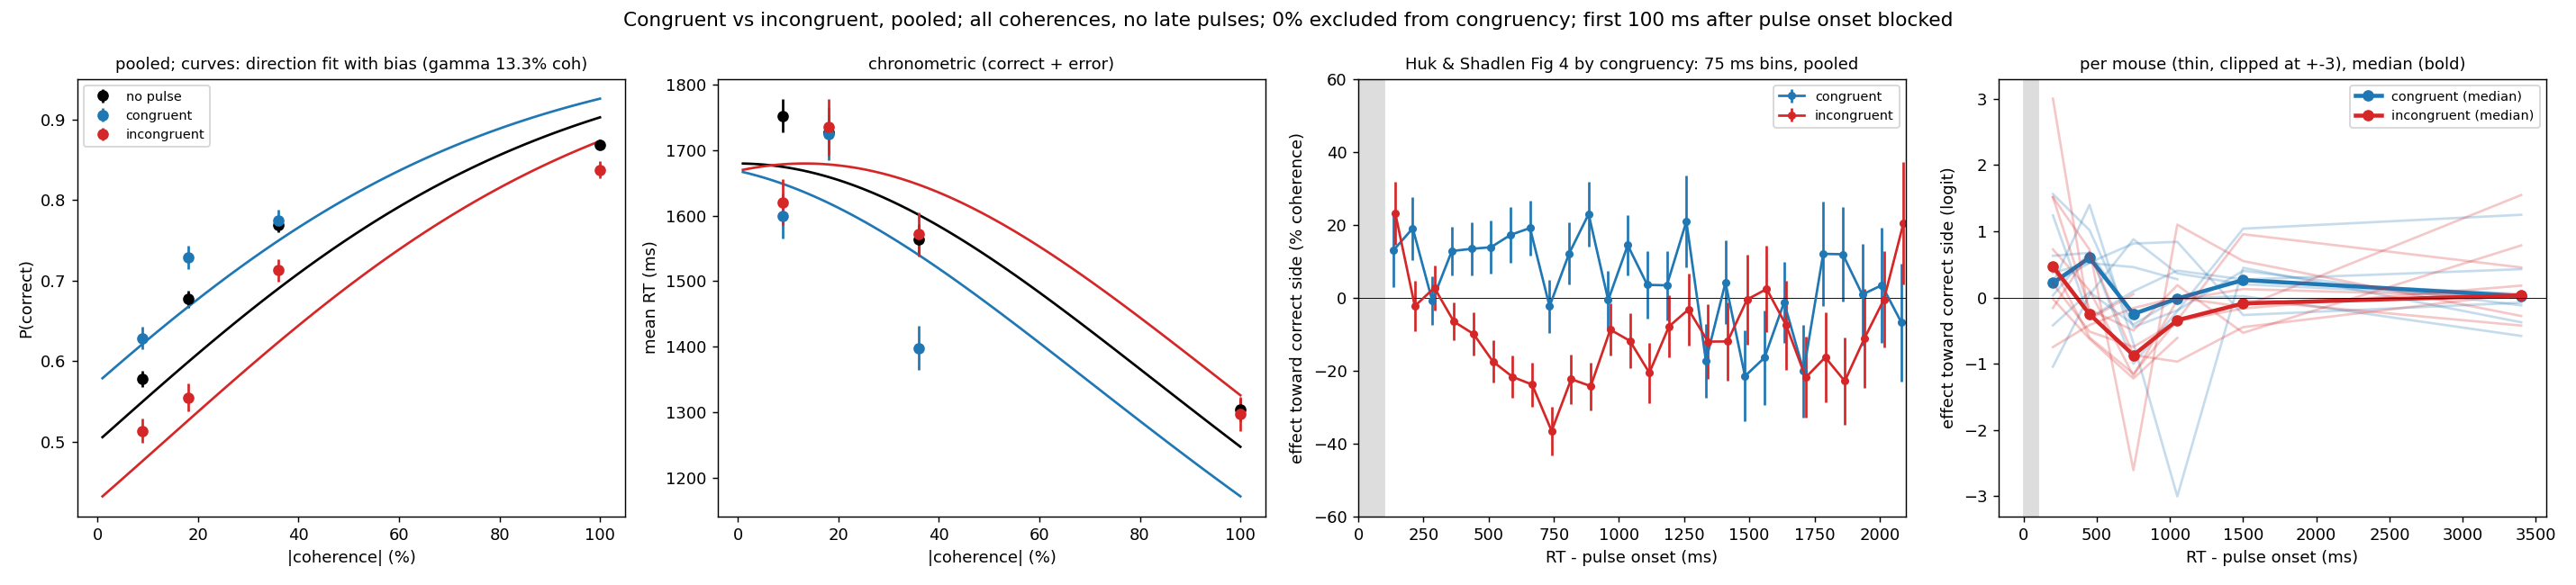 Congruent vs incongruent, pooled; all coherences, no late pulses; 0% excluded from congruency; first 100 ms after pulse onset blocked
pooled; curves: direction fit with bias (gamma 13.3% coh)
no pulse
congruent
incongruent
0.9
0.8
0.7
0.6
0.5
P(correct)
0
20
40
60
80
100
|coherence| (%)
chronometric (correct + error)
1800
1700
1600
1500
1400
1300
1200
mean RT (ms)
0
20
40
60
80
100
|coherence| (%)
Huk & Shadlen Fig 4 by congruency: 75 ms bins, pooled
congruent
incongruent
60
40
20
0
−20
−40
−60
effect toward correct side (% coherence)
0
250
500
750
1000
1250
1500
1750
2000
RT - pulse onset (ms)
per mouse (thin, clipped at +-3), median (bold)
congruent (median)
incongruent (median)
3
2
1
0
−1
−2
−3
effect toward correct side (logit)
0
500
1000
1500
2000
2500
3000
3500
RT - pulse onset (ms)